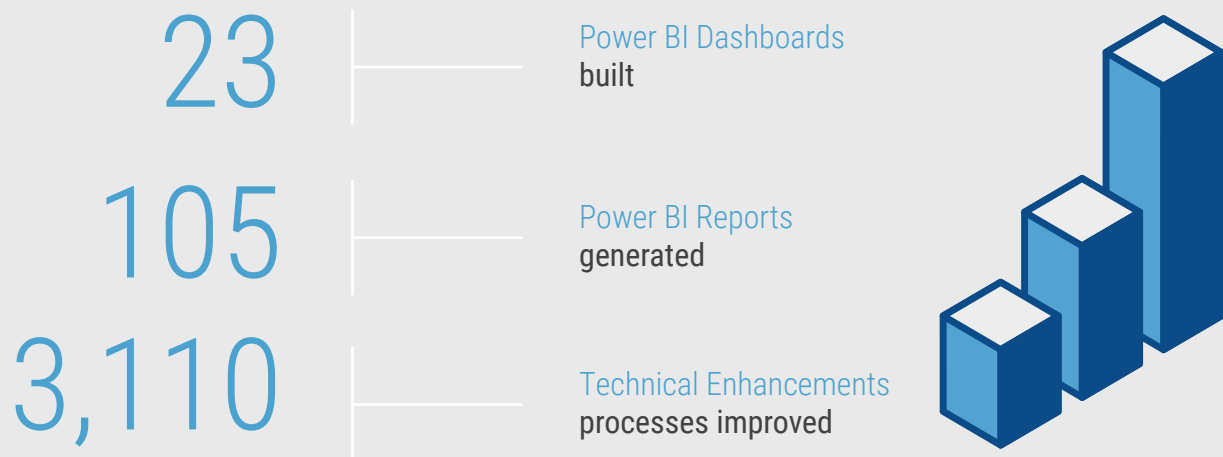 23
Power BI Dashboards
built
105
Power BI Reports
generated
3,110
Technical Enhancements
processes improved